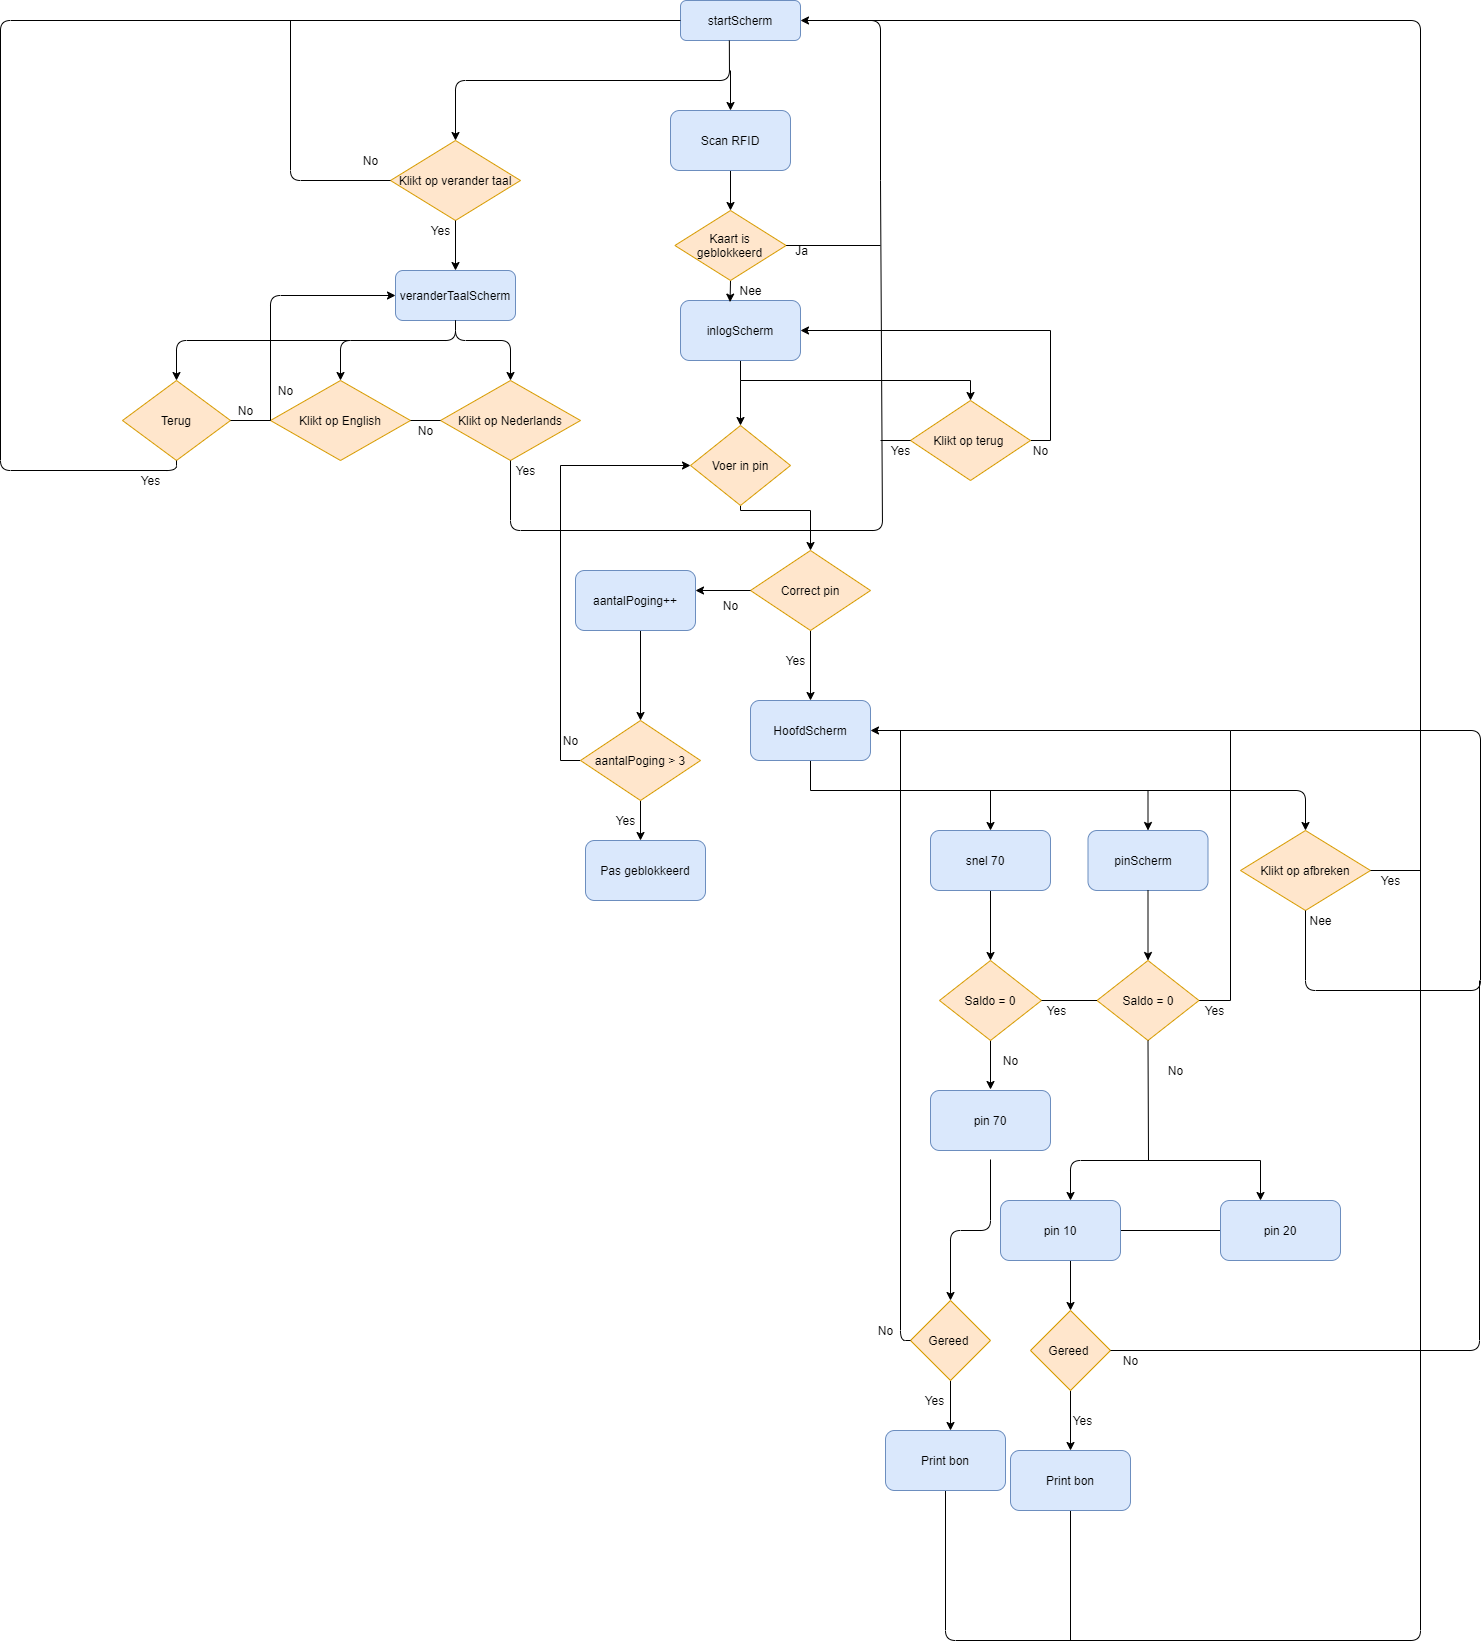 startScherm
Scan RFID
No
Klikt op verander taal
Yes
Kaart is
geblokkeerd
Ja
Nee
veranderTaalScherm
inlogScherm
No
No
Terug
Klikt op English
No
Klikt op Nederlands
Klikt op terug
Yes
No
Yes
Yes
Voer in pin
Correct pin
aantalPoging++
No
Yes
HoofdScherm
No
aantalPoging > 3
Yes
Pas geblokkeerd
snel 70
pinScherm
Klikt op afbreken
Yes
Nee
Saldo = 0
Yes
Saldo = 0
Yes
No
No
pin 70
pin 10
pin 20
No
Gereed
Gereed
No
Yes
Yes
Print bon
Print bon